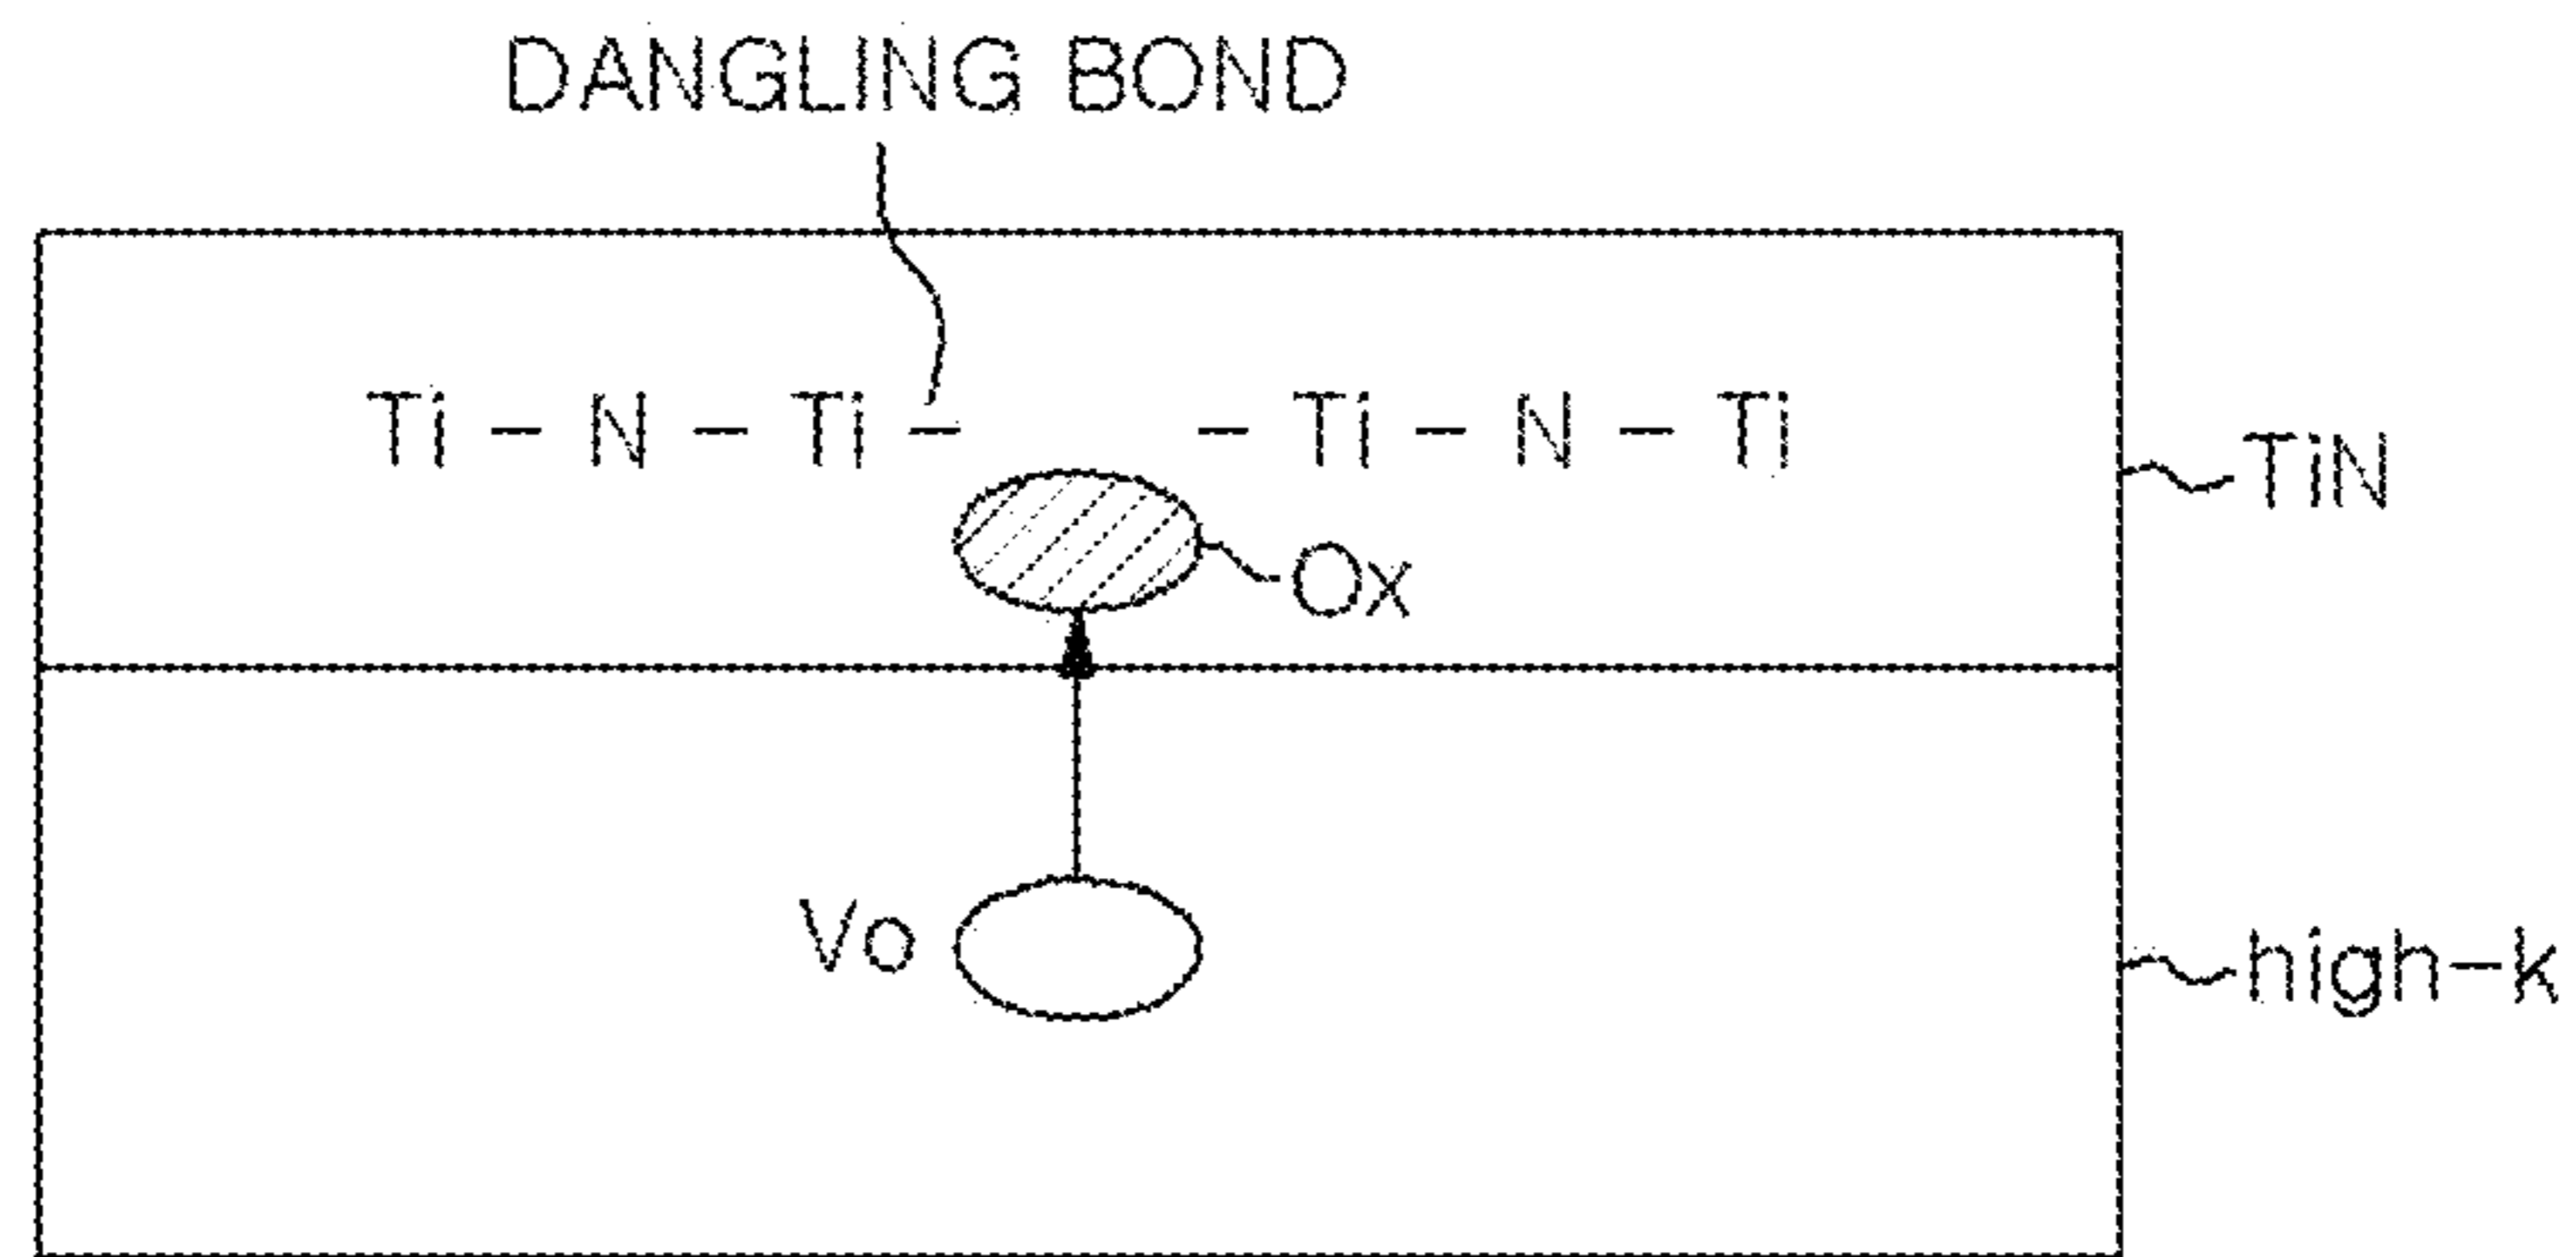 DANGLING BOND
Ti - N - Ti -   - Ti - N - Ti
TiN
Ox
Vo
high-k